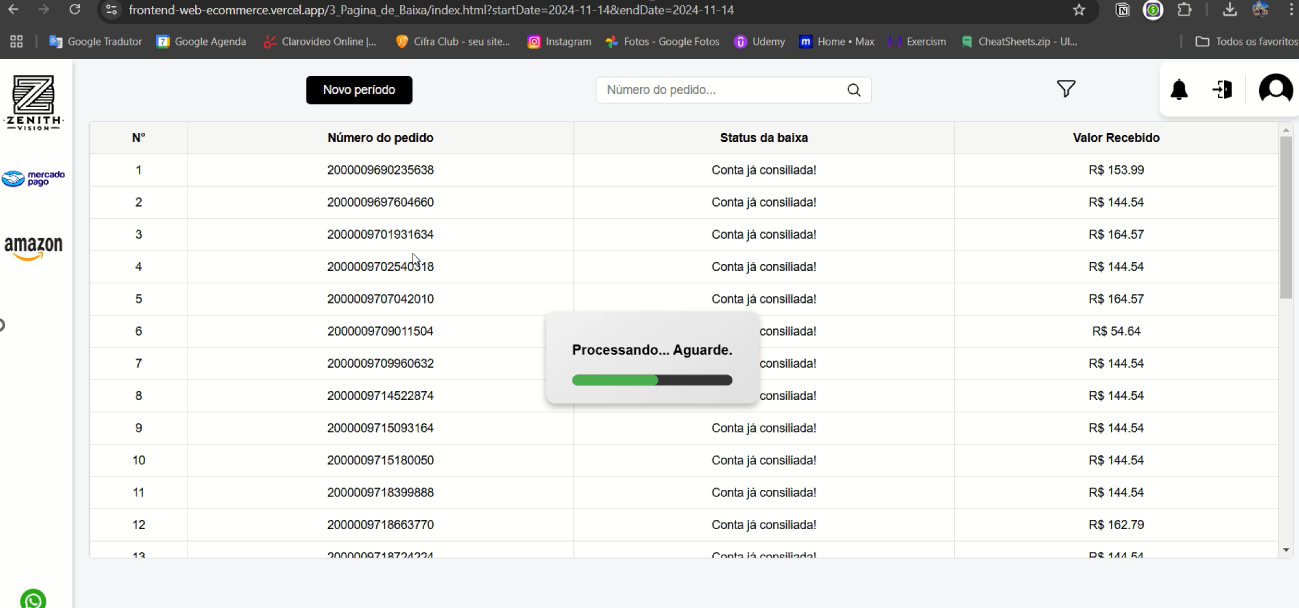 frontend-web-ecommerce.vercel.app/3_Pagina_de_Baixa/index.html?startDate=2024-11-14&endDate=2024-11-14
Google Tradutor 7 Google Agenda Clarovideo Online |... Cifra Club - seu site... Instagram Fotos - Google Fotos Udemy m Home • Max Exercism CheatSheets.zip - UI... Todos os favoritos
Z
ZENITH
VISION
Novo período
Número do pedido...
mercado
pago
amazon
N° Número do pedido Status da baixa Valor Recebido
1 2000009690235638 Conta já consiliada! R$ 153.99
2 2000009697604660 Conta já consiliada! R$ 144.54
3 2000009701931634 Conta já consiliada! R$ 164.57
4 2000009702540318 Conta já consiliada! R$ 144.54
5 2000009707042010 Conta já consiliada! R$ 164.57
6 2000009709011504 consiliada! R$ 54.64
7 2000009709960632 consiliada! R$ 144.54
8 2000009714522874 consiliada! R$ 144.54
9 2000009715093164 Conta já consiliada! R$ 144.54
10 2000009715180050 Conta já consiliada! R$ 144.54
11 2000009718399888 Conta já consiliada! R$ 144.54
12 2000009718663770 Conta já consiliada! R$ 162.79
13 2000009718724224 Conta já consiliada! R$ 144.54
Processando... Aguarde.